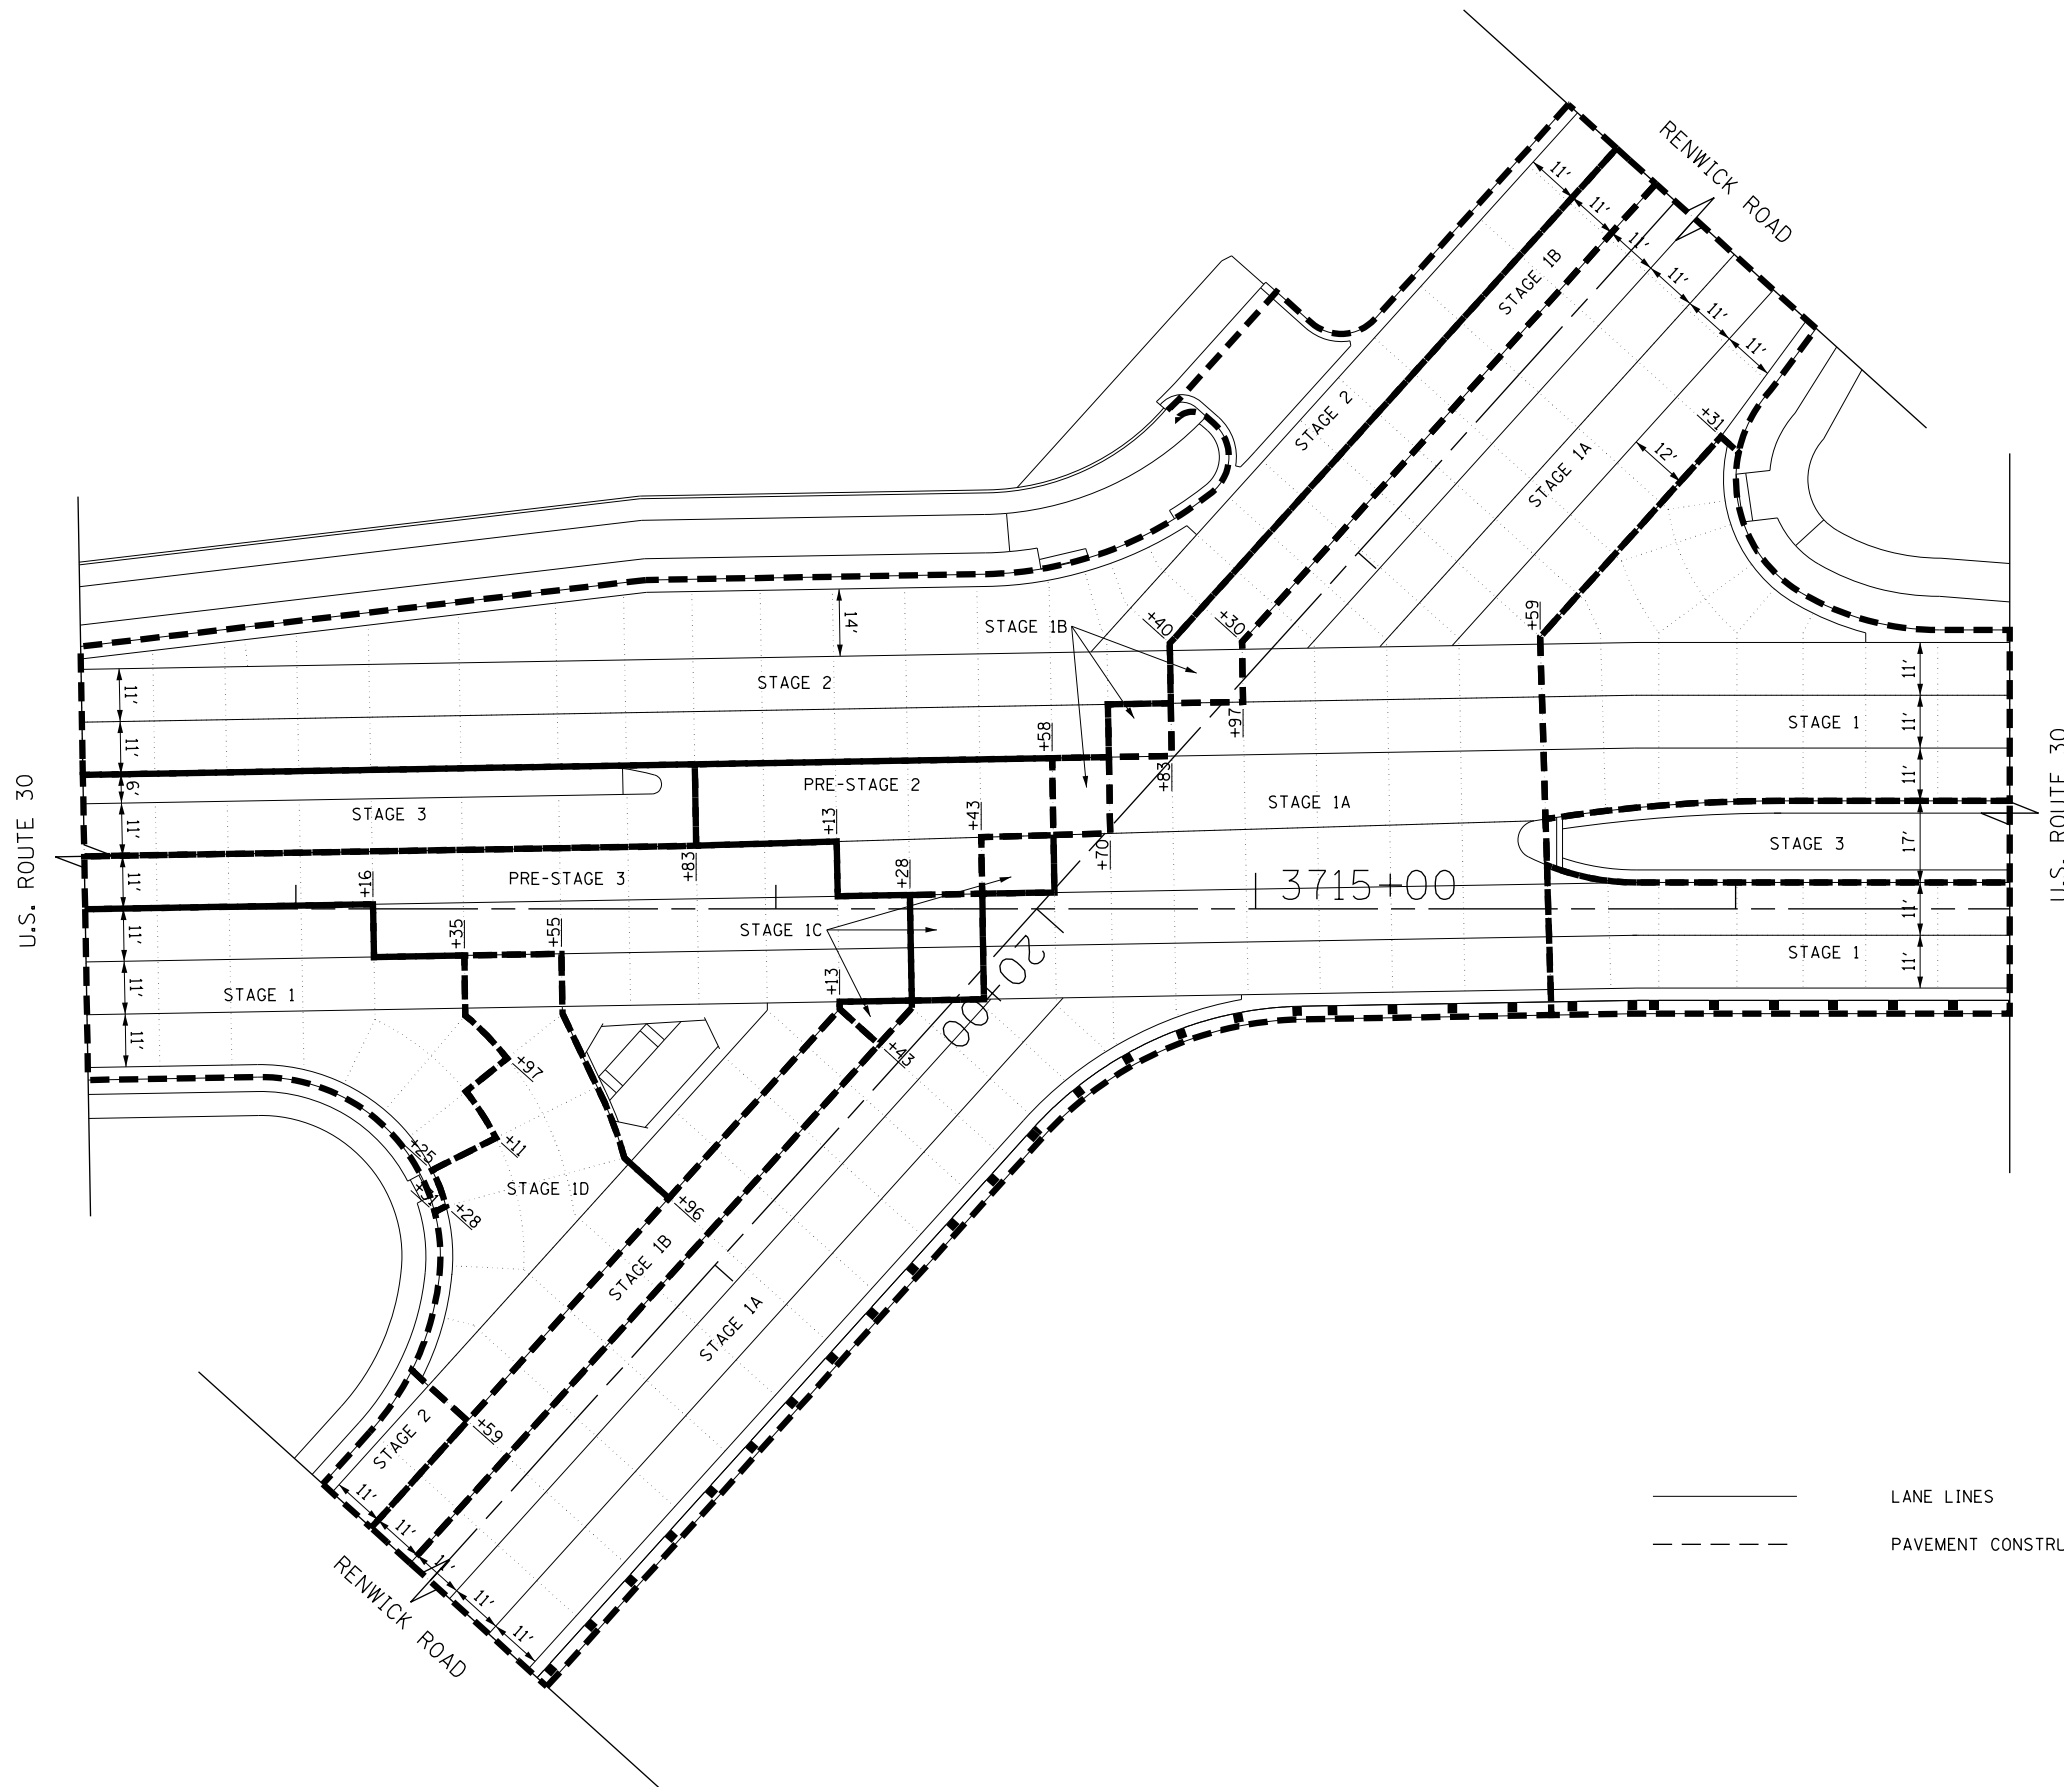 RENWICK ROAD
11'
11'
11'
11'
11'
11'
STAGE 1B
STAGE 2
+31
12'
STAGE 1A
+59
14'
STAGE 1B
+40
+30
11'
STAGE 2
11'
11'
STAGE 1
11'
+58
+97
11'
6'
PRE-STAGE 2
+83
STAGE 3
11'
STAGE 1A
+13
+43
U.S. ROUTE 30
17'
STAGE 3
U.S. ROUTE 30
+83
+70
11'
+16
PRE-STAGE 3
+28
3715+00
11'
11'
+35
+55
STAGE 1C
20+00
STAGE 1
11'
11'
STAGE 1
+13
11'
+43
+97
+25
+11
+31
STAGE 1D
+28
+96
STAGE 1B
STAGE 1A
STAGE 2
+59
11'
11'
11'
11'
11'
RENWICK ROAD
LANE LINES
PAVEMENT CONSTRU